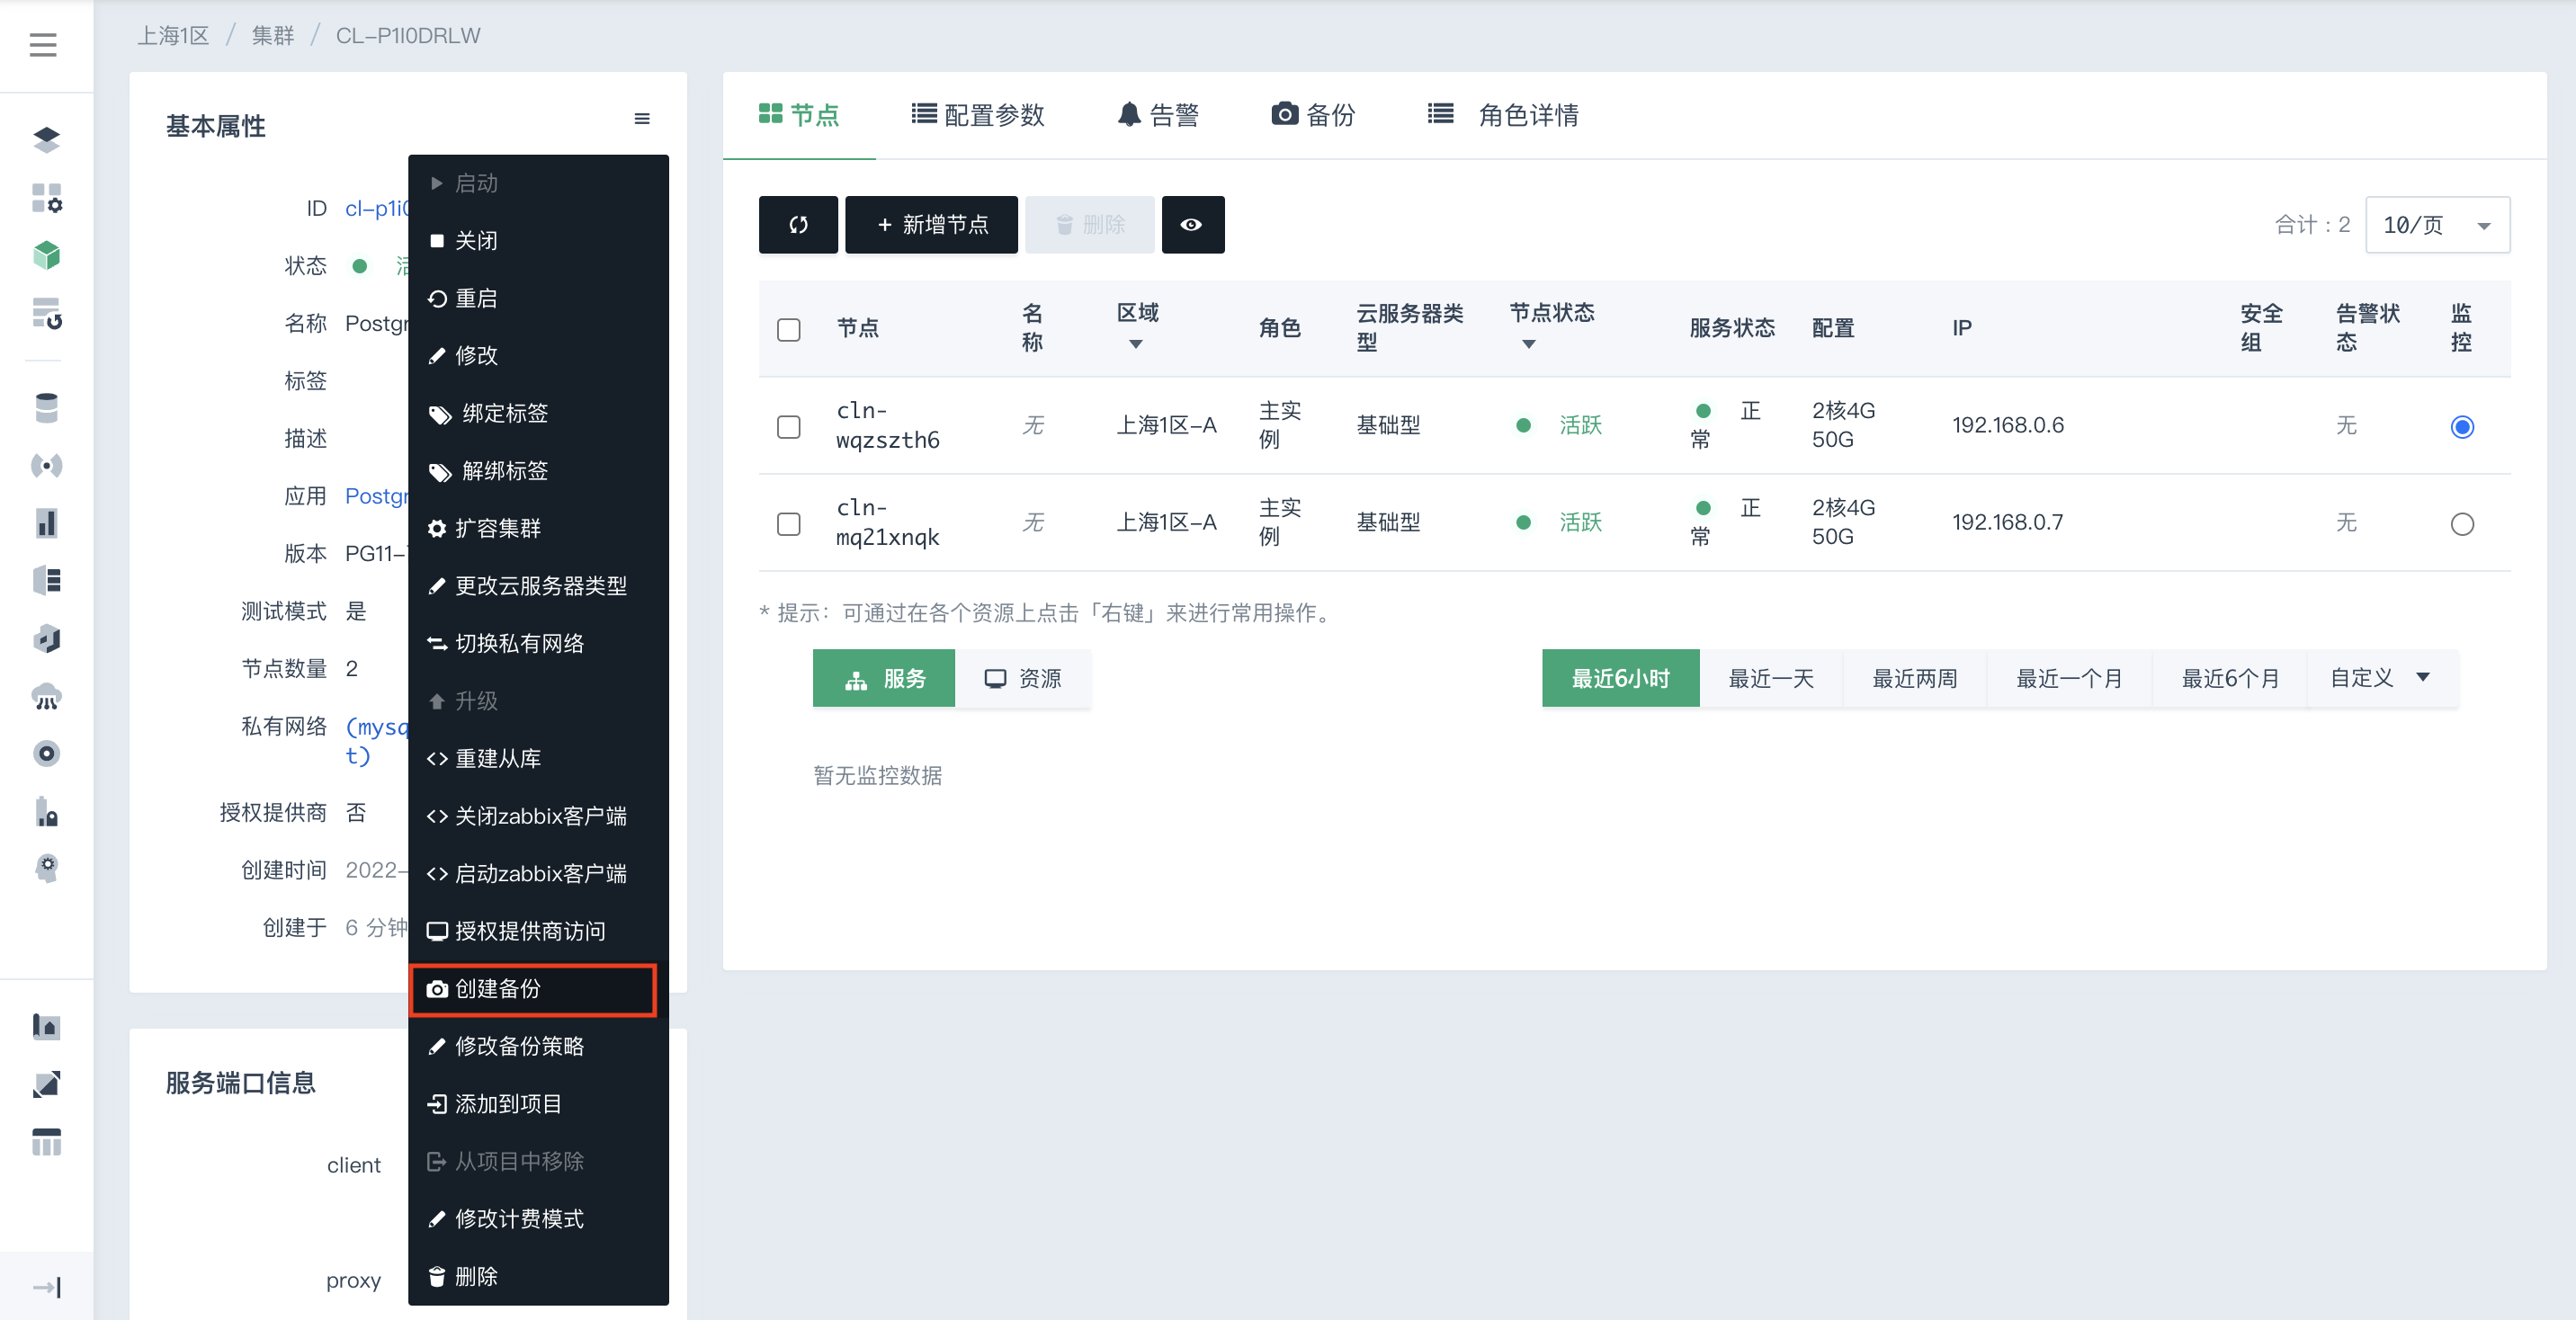 上海1区 / 集群 / CL-P1I0DRLW
基本属性
ID cl-p1i0
状态
名称 Postgr
标签
描述
应用 Postgr
版本 PG11-
测试模式 是
节点数量 2
私有网络 (mysq
t)
授权提供商 否
创建时间 2022-
创建于 6 分钟
启动
关闭
重启
修改
绑定标签
解绑标签
扩容集群
更改云服务器类型
切换私有网络
升级
重建从库
关闭zabbix客户端
启动zabbix客户端
授权提供商访问
创建备份
修改备份策略
添加到项目
从项目中移除
修改计费模式
删除
服务端口信息
client
proxy
节点 配置参数 告警 备份 角色详情
+ 新增节点 删除
合计：2 10/页
节点 名 区域 角色 云服务器类 节点状态 服务状态 配置 IP 安全 告警状 监
称 型 组 态 控
cln- 主实 正 2核4G
wqzszth6 无 上海1区-A 例 基础型 活跃 常 50G 192.168.0.6 无
cln- 主实 正 2核4G
mq21xnqk 无 上海1区-A 例 基础型 活跃 常 50G 192.168.0.7 无
* 提示：可通过在各个资源上点击「右键」来进行常用操作。
服务 资源 最近6小时 最近一天 最近两周 最近一个月 最近6个月 自定义
暂无监控数据